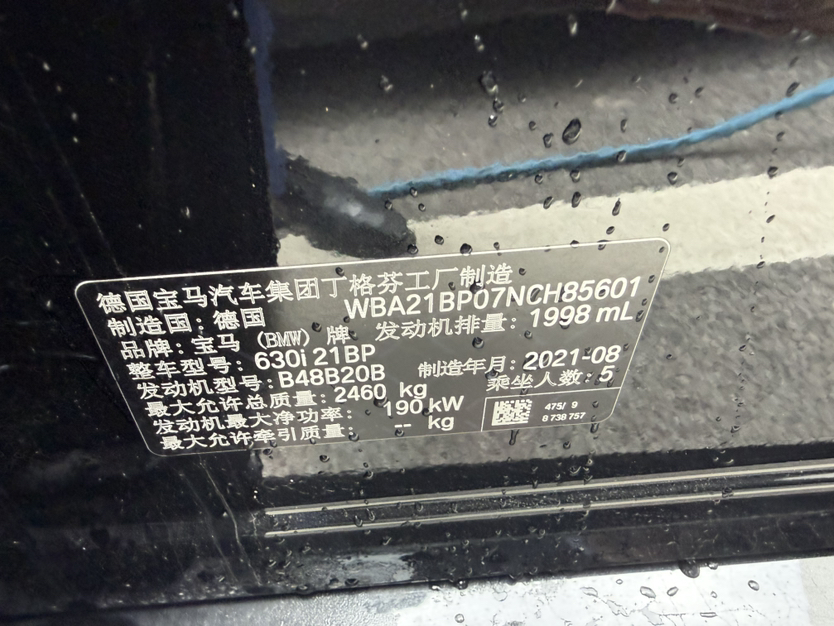 德国宝马汽车集团丁格芬工厂制造
制造国：德国 WBA21BP07NCH85601
品牌：宝马（BMW）牌 发动机排量：1998 mL
整车型号：630i 21BP
发动机型号：B48B20B 制造年月：2021-08
最大允许总质量：2460 kg 乘坐人数：5
发动机最大净功率：190 kW
最大允许牵引质量：-- kg
475/ 9
8 738 757